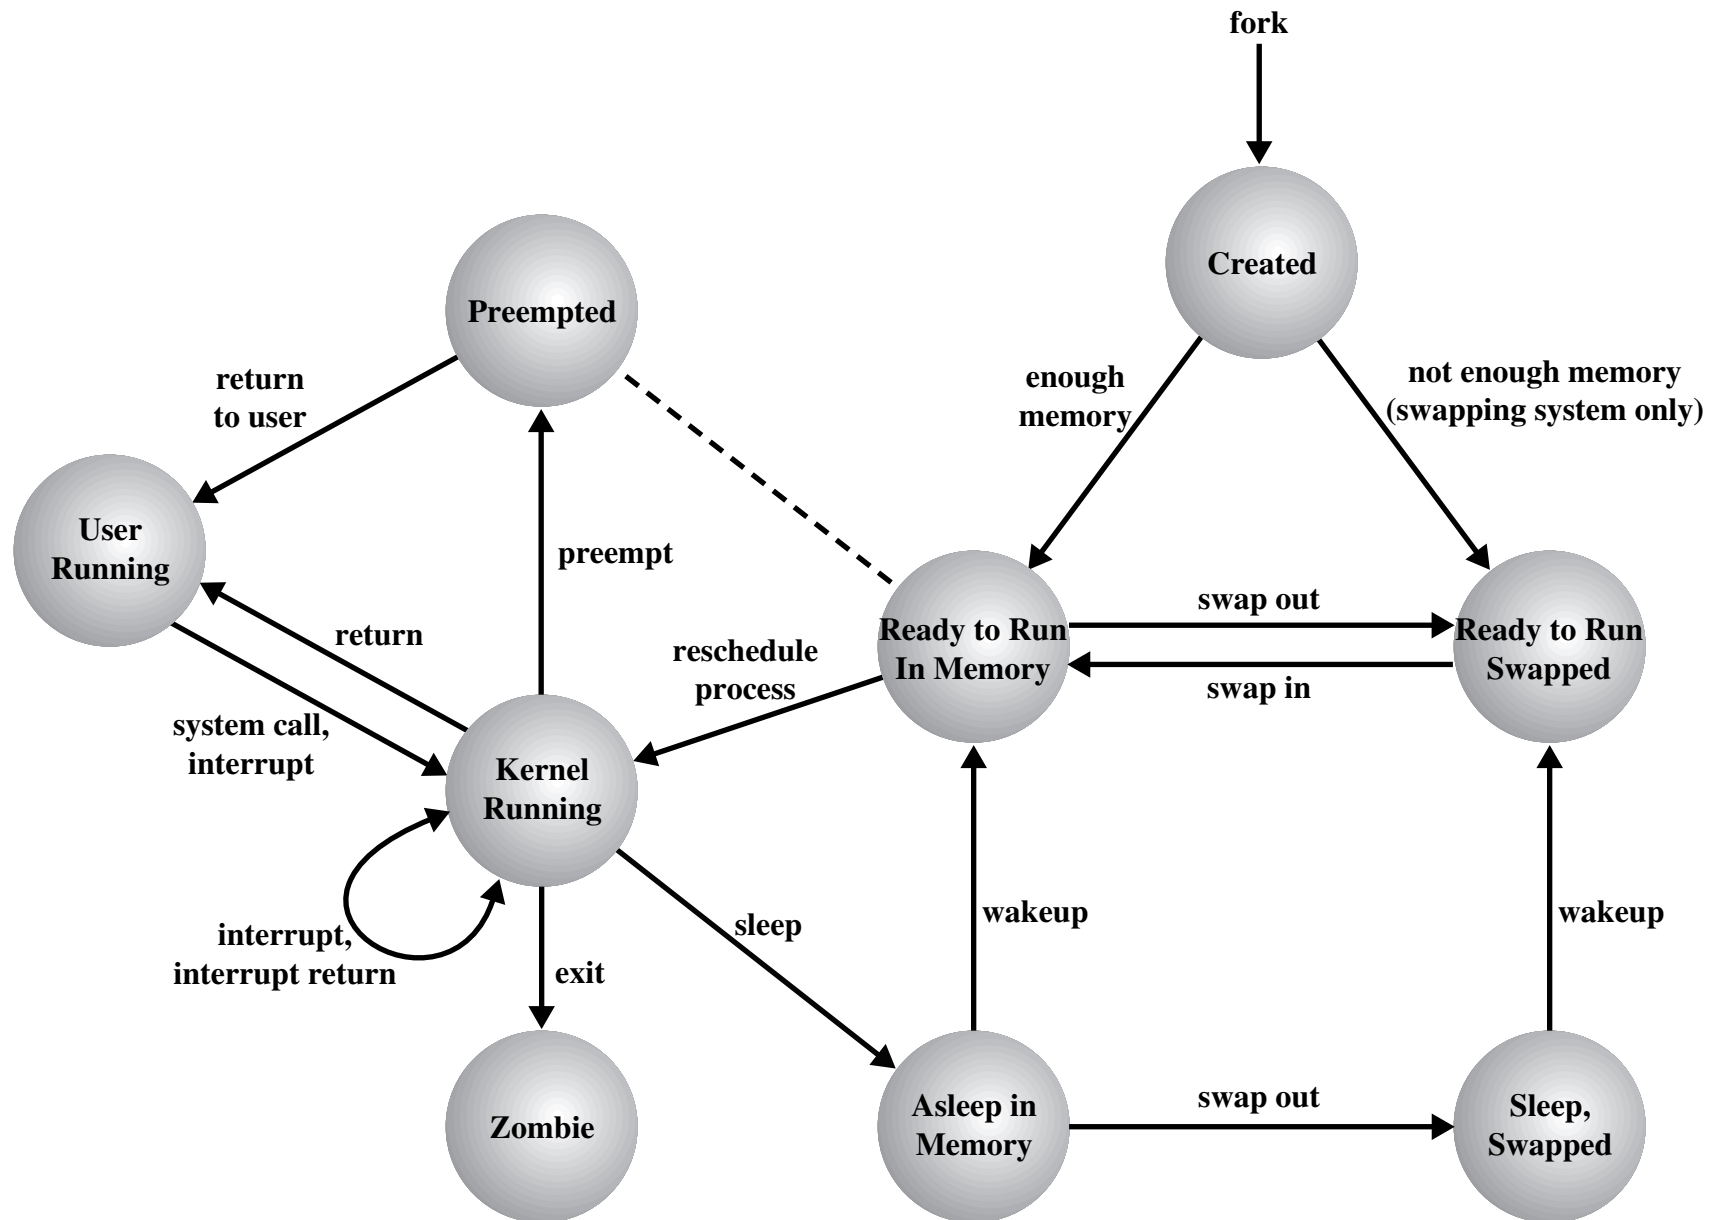 fork
Created
Preempted
enough
memory
not enough memory
(swapping system only)
return
to user
User
Running
preempt
return
reschedule
process
Ready to Run
In Memory
swap out
swap in
Ready to Run
Swapped
system call,
interrupt
Kernel
Running
interrupt,
interrupt return
sleep
wakeup
wakeup
exit
Zombie
Asleep in
Memory
swap out
Sleep,
Swapped